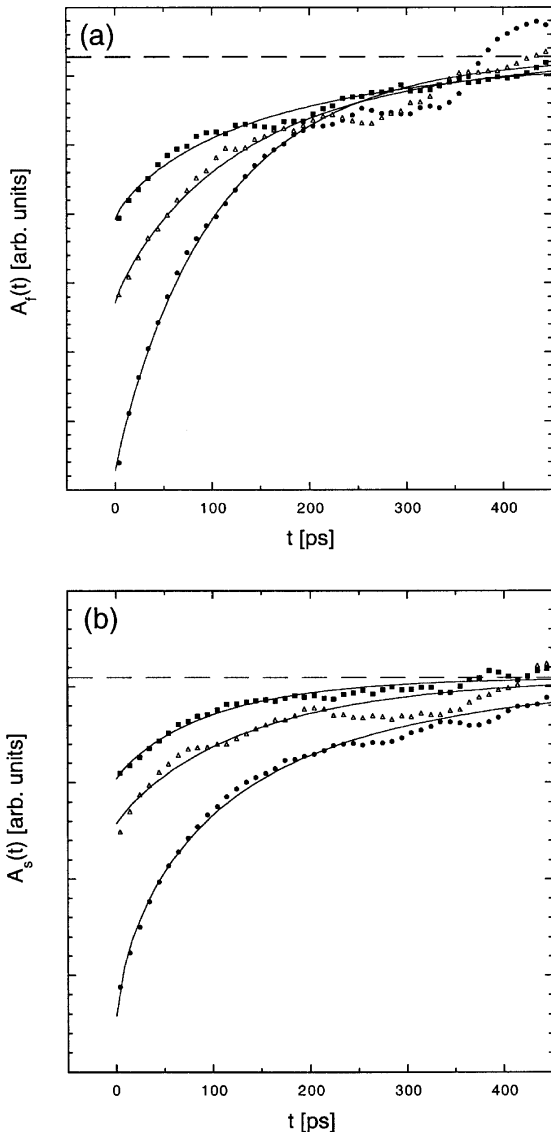 (a)
A_f(t) [arb. units]
0 100 200 300 400
t [ps]
(b)
A_s(t) [arb. units]
0 100 200 300 400
t [ps]